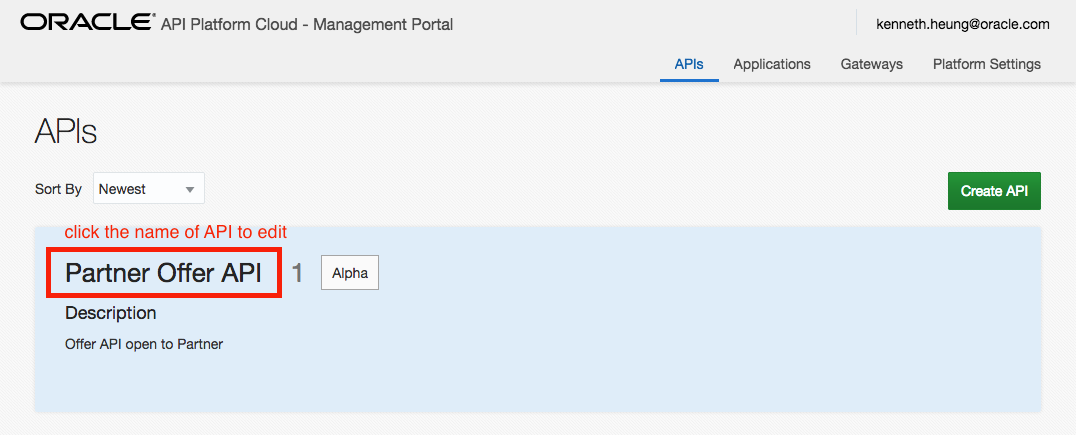 ORACLE® API Platform Cloud - Management Portal
kenneth.heung@oracle.com
APIs Applications Gateways Platform Settings
APIs
Sort By Newest
Create API
click the name of API to edit
Partner Offer API 1 Alpha
Description
Offer API open to Partner